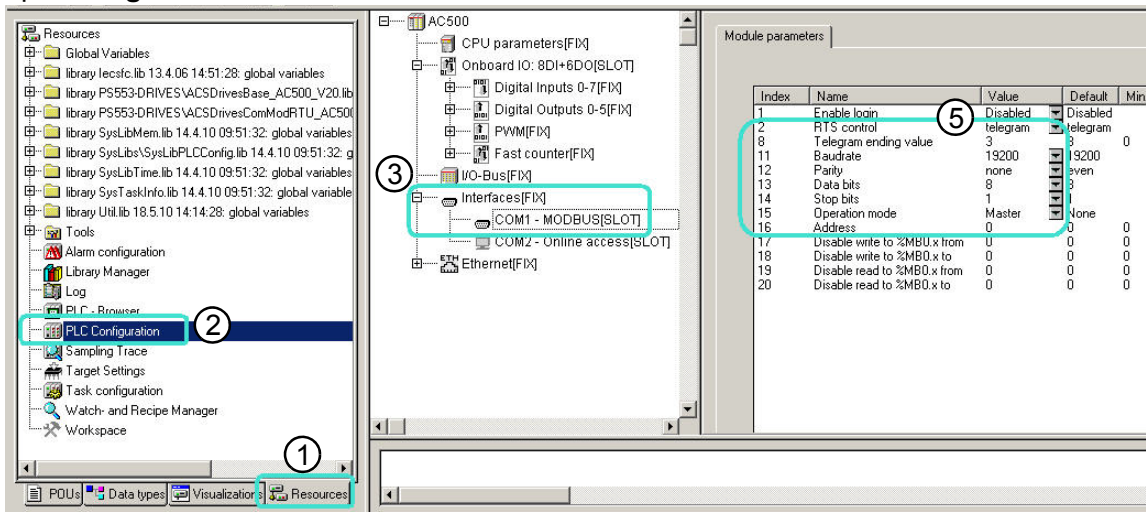 Resources
Global Variables
library Iecsfc.lib 13.4.06 14:51:28: global variables
library PS553-DRIVES\ACSDrivesBase_AC500_V20.lib
library PS553-DRIVES\ACSDrivesComModRTU_AC50
library SysLibMem.lib 14.4.10 09:51:32: global variables
library SysLibs\SysLibPLCConfig.lib 14.4.10 09:51:32: g
library SysLibTime.lib 14.4.10 09:51:32: global variables
library SysTaskInfo.lib 14.4.10 09:51:32: global variable
library Util.lib 18.5.10 14:14:28: global variables
Tools
Alarm configuration
Library Manager
Log
PLC - Browser
PLC Configuration
2
Sampling Trace
Target Settings
Task configuration
Watch- and Recipe Manager
Workspace
1
POUs Data types Visualizations Resources
AC500
CPU parameters[FIX]
Onboard IO: 8DI+6DO[SLOT]
Digital Inputs 0-7[FIX]
Digital Outputs 0-5[FIX]
PWM[FIX]
Fast counter[FIX]
3
I/O-Bus[FIX]
Interfaces[FIX]
COM1 - MODBUS[SLOT]
COM2 - Online access[SLOT]
Ethernet[FIX]
Module parameters
Index Name Value Default Min
5
1 Enable login Disabled Disabled
2 RTS control telegram telegram
8 Telegram ending value 3 3 0
11 Baudrate 19200 19200
12 Parity none even
13 Data bits 8 8
14 Stop bits 1 1
15 Operation mode Master None
16 Address 0 0 0
17 Disable write to %MB0.x from 0 0 0
18 Disable write to %MB0.x to 0 0 0
19 Disable read to %MB0.x from 0 0 0
20 Disable read to %MB0.x to 0 0 0